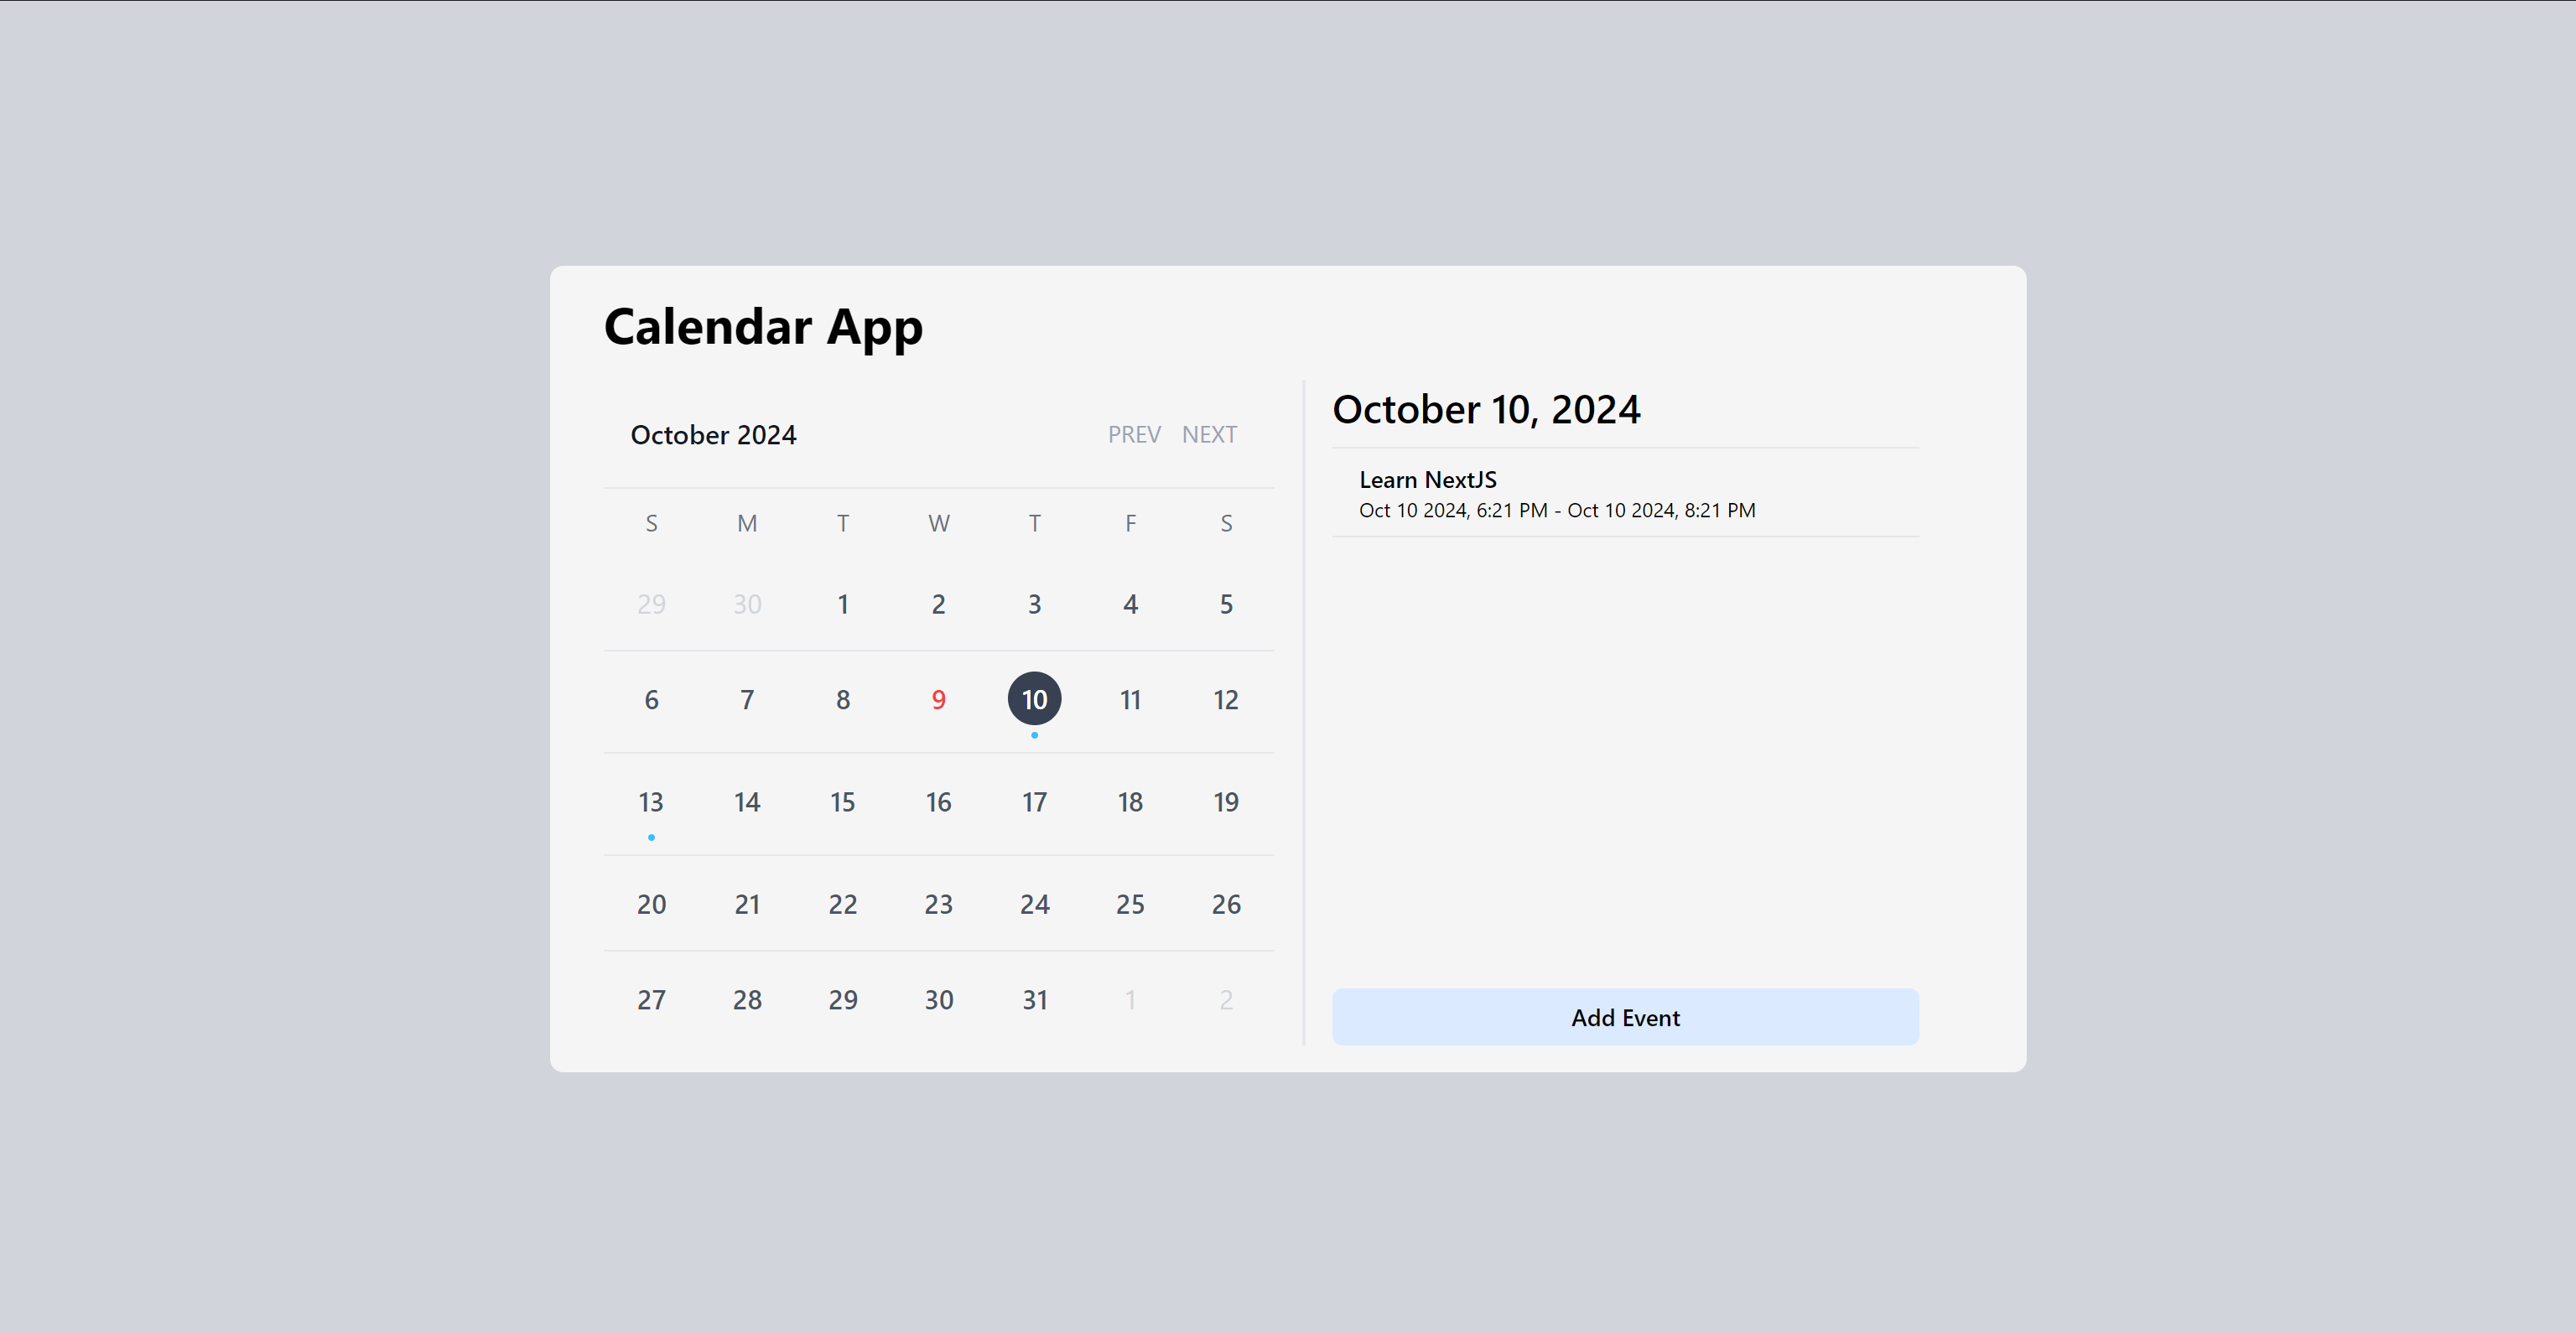 Calendar App
October 2024 PREV NEXT
S M T W T F S
29 30 1 2 3 4 5
6 7 8 9 10 11 12
13 14 15 16 17 18 19
20 21 22 23 24 25 26
27 28 29 30 31 1 2
October 10, 2024
Learn NextJS
Oct 10 2024, 6:21 PM - Oct 10 2024, 8:21 PM
Add Event